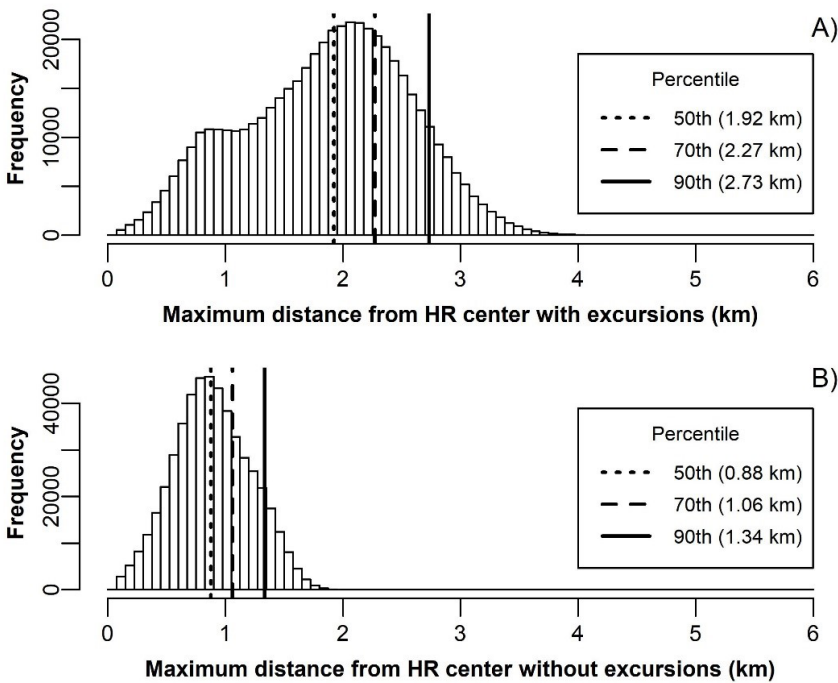 A)
Frequency
0
10000
20000
Percentile
50th (1.92 km)
70th (2.27 km)
90th (2.73 km)
0 1 2 3 4 5 6
Maximum distance from HR center with excursions (km)
B)
Frequency
0
20000
40000
Percentile
50th (0.88 km)
70th (1.06 km)
90th (1.34 km)
0 1 2 3 4 5 6
Maximum distance from HR center without excursions (km)